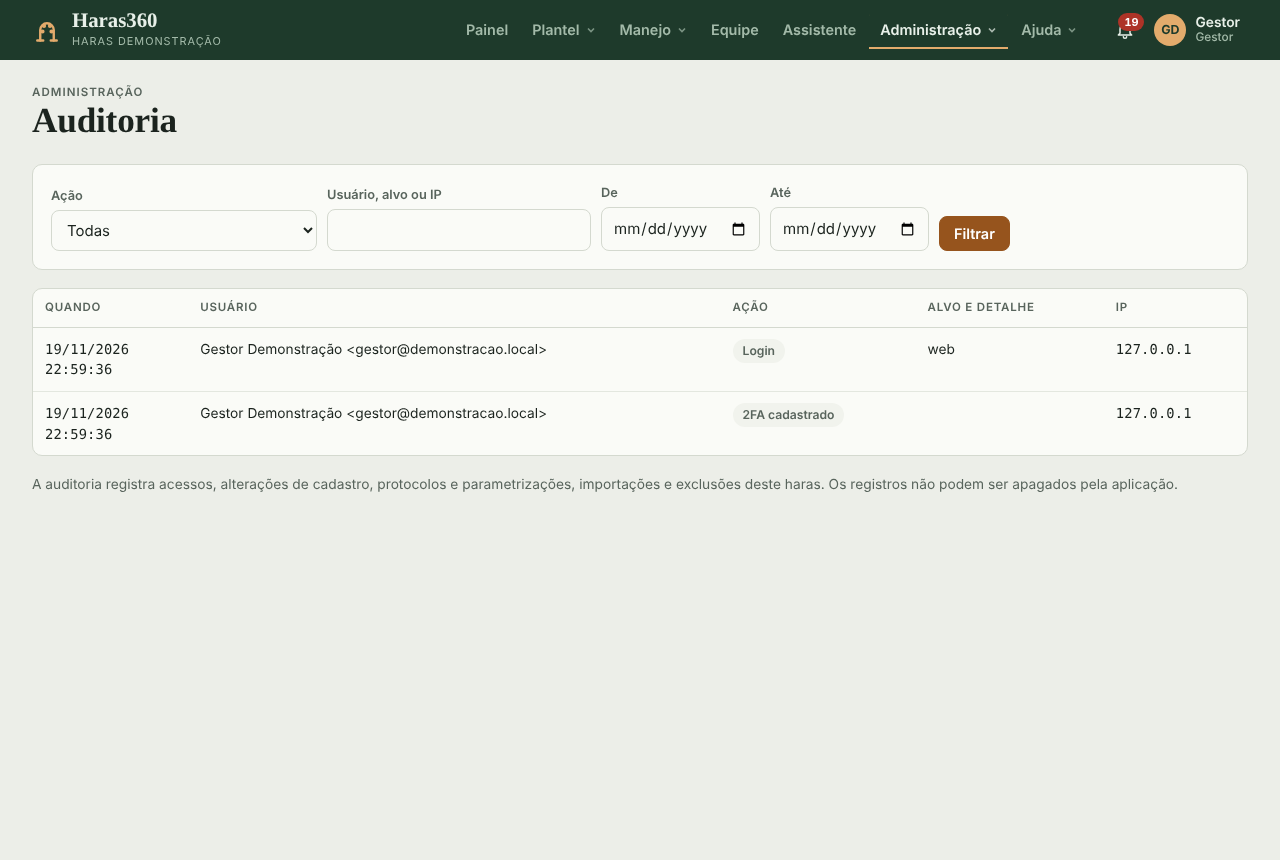 Haras360
HARAS DEMONSTRAÇÃO
Painel
Plantel
Manejo
Equipe
Assistente
Administração
Ajuda
19
GD
Gestor
Gestor
ADMINISTRAÇÃO
Auditoria
Ação
Usuário, alvo ou IP
De
Até
Todas
mm/dd/yyyy
mm/dd/yyyy
Filtrar
QUANDO USUÁRIO AÇÃO ALVO E DETALHE IP
19/11/2026 Gestor Demonstração <gestor@demonstracao.local> Login web 127.0.0.1
22:59:36
19/11/2026 Gestor Demonstração <gestor@demonstracao.local> 2FA cadastrado 127.0.0.1
22:59:36
A auditoria registra acessos, alterações de cadastro, protocolos e parametrizações, importações e exclusões deste haras. Os registros não podem ser apagados pela aplicação.